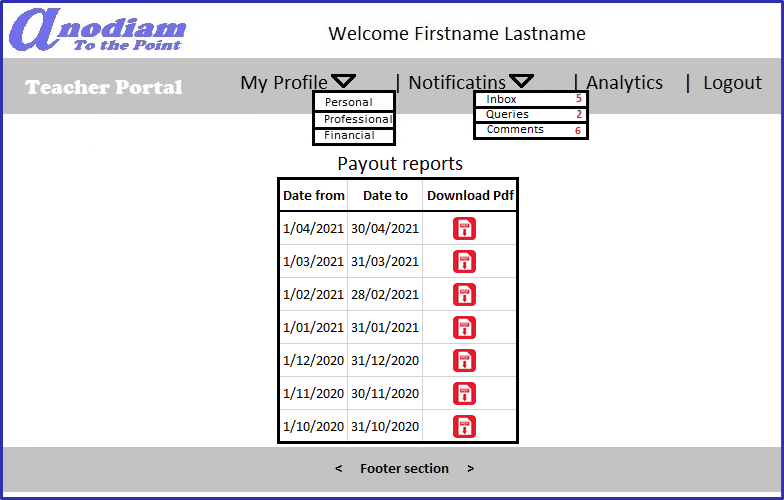 anodiam
To the Point
Welcome Firstname Lastname
Teacher Portal
My Profile | Notificatins | Analytics | Logout
Personal
Professional
Financial
Inbox 5
Queries 2
Comments 6
Payout reports
Date from Date to Download Pdf
1/04/2021 30/04/2021
1/03/2021 31/03/2021
1/02/2021 28/02/2021
1/01/2021 31/01/2021
1/12/2020 31/12/2020
1/11/2020 30/11/2020
1/10/2020 31/10/2020
< Footer section >